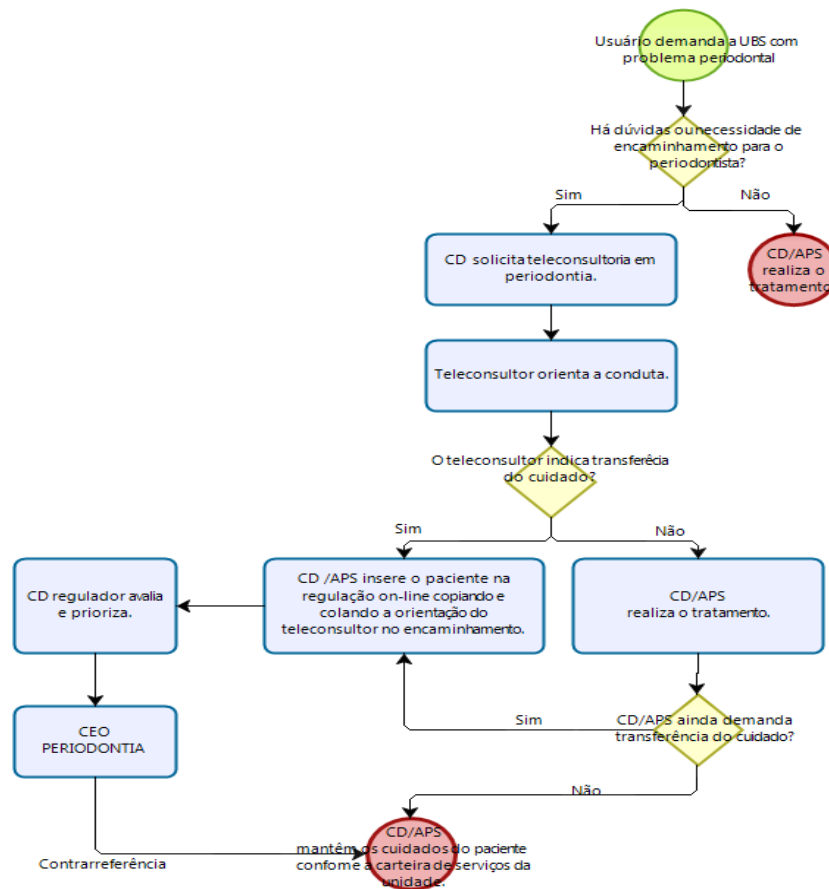 Usuário demanda a UBS com
problema periodontal
Há dúvidas ou necessidade de
encaminhamento para o
periodontista?
Sim
Não
CD solicita teleconsultoria em
periodontia.
CD/APS
realiza o
tratamento
Teleconsultor orienta a conduta.
O teleconsultor indica transferêcia
do cuidado?
Sim
Não
CD regulador avalia
e prioriza.
CD /APS insere o paciente na
regulação on-line copiando e
colando a orientação do
teleconsultor no encaminhamento.
CD/APS
realiza o tratamento.
CEO
PERIODONTIA
Sim
CD/APS ainda demanda
transferência do cuidado?
Não
Contrarreferência
CD/APS
mantêm os cuidados do paciente
confome a carteira de serviços da
unidade.